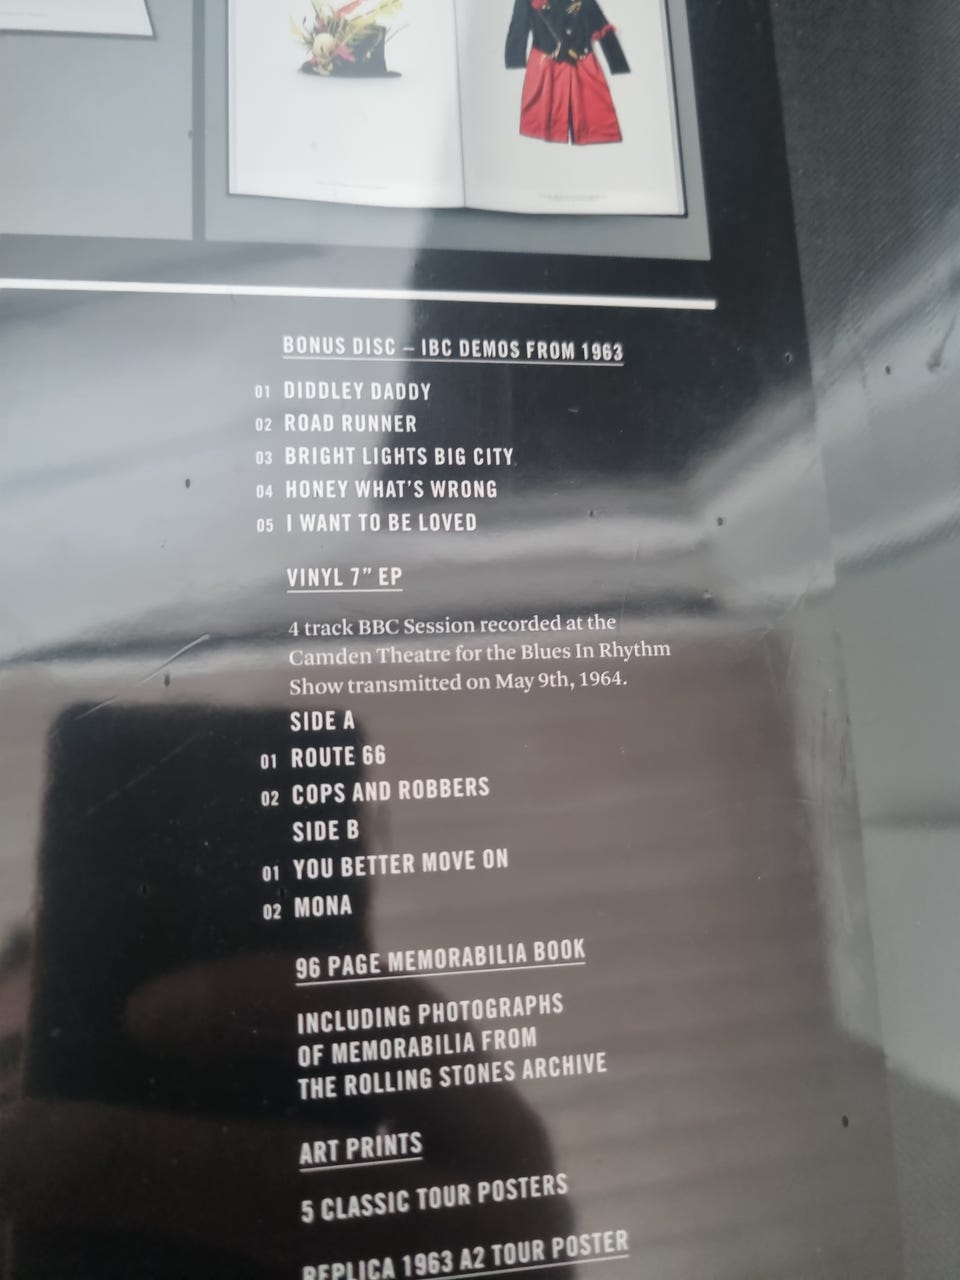 BONUS DISC – IBC DEMOS FROM 1963
01 DIDDLEY DADDY
02 ROAD RUNNER
03 BRIGHT LIGHTS BIG CITY
04 HONEY WHAT'S WRONG
05 I WANT TO BE LOVED
VINYL 7” EP
4 track BBC Session recorded at the
Camden Theatre for the Blues In Rhythm
Show transmitted on May 9th, 1964.
SIDE A
01 ROUTE 66
02 COPS AND ROBBERS
SIDE B
01 YOU BETTER MOVE ON
02 MONA
96 PAGE MEMORABILIA BOOK
INCLUDING PHOTOGRAPHS
OF MEMORABILIA FROM
THE ROLLING STONES ARCHIVE
ART PRINTS
5 CLASSIC TOUR POSTERS
REPLICA 1963 A2 TOUR POSTER